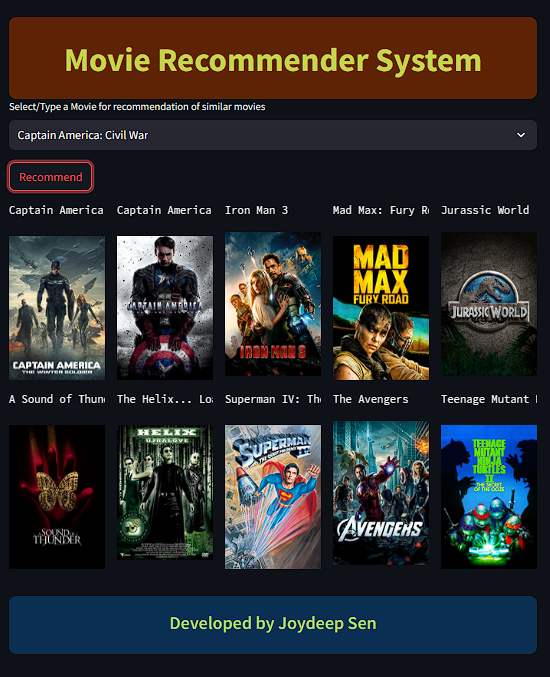 Movie Recommender System
Select/Type a Movie for recommendation of similar movies
Captain America: Civil War
Recommend
Captain America
Captain America
Iron Man 3
Mad Max: Fury R
Jurassic World
CAPTAIN AMERICA
THE WINTER SOLDIER
CAPTAIN AMERICA
IRON MAN 3
MAD
MAX
FURY ROAD
JURASSIC WORLD
A Sound of Thun
The Helix... Loa
Superman IV: The
The Avengers
Teenage Mutant
A SOUND OF
THUNDER
HELIX
SUPERMAN
IV
AVENGERS
TEENAGE
MUTANT
NINJA
TURTLES
II
THE SECRET
OF THE OOZE
Developed by Joydeep Sen